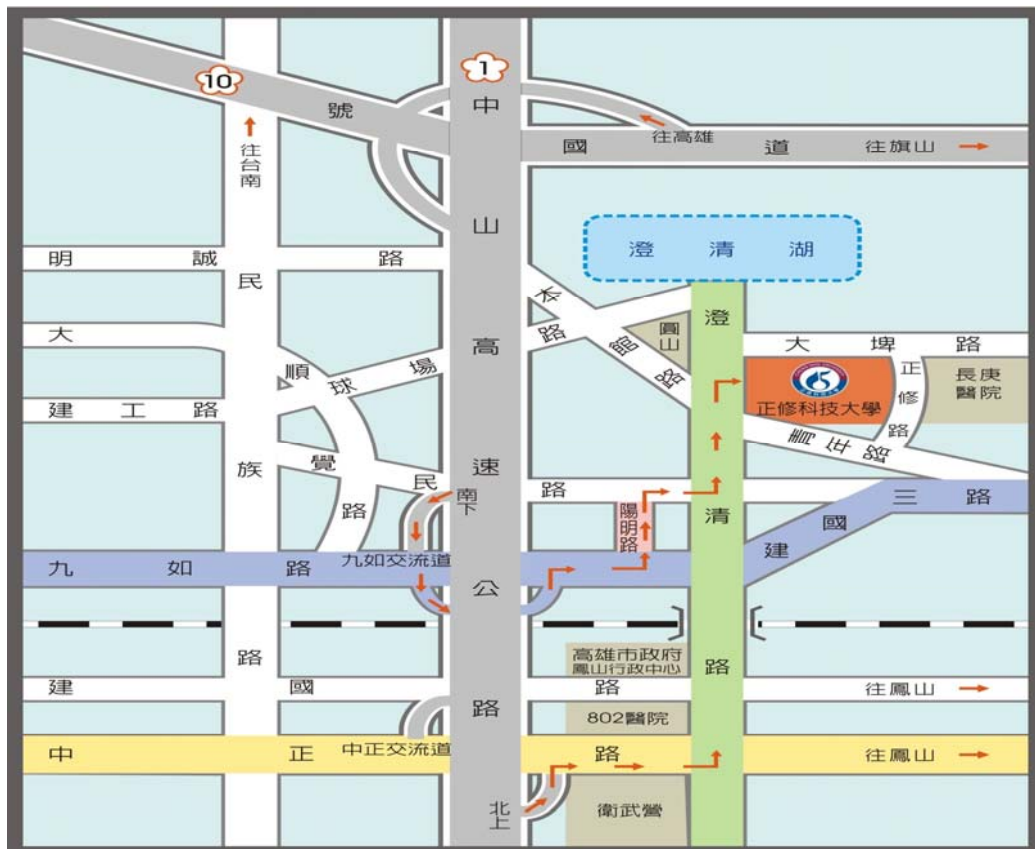 10 號 國 道
1
中山高速公路
往高雄
往旗山
往台南
澄 清 湖
明 誠 路
民族路
本館路
圓山
澄清路
大 埤 路
大順路
球場路
正修科技大學
正修路
長庚
醫院
建 工 路
青年路
覺民路
南下
陽明路
建國三路
九 如 路
九如交流道
高雄市政府
鳳山行政中心
建 國 路
往鳳山
802醫院
中 正 路
中正交流道
往鳳山
北上
衛武營